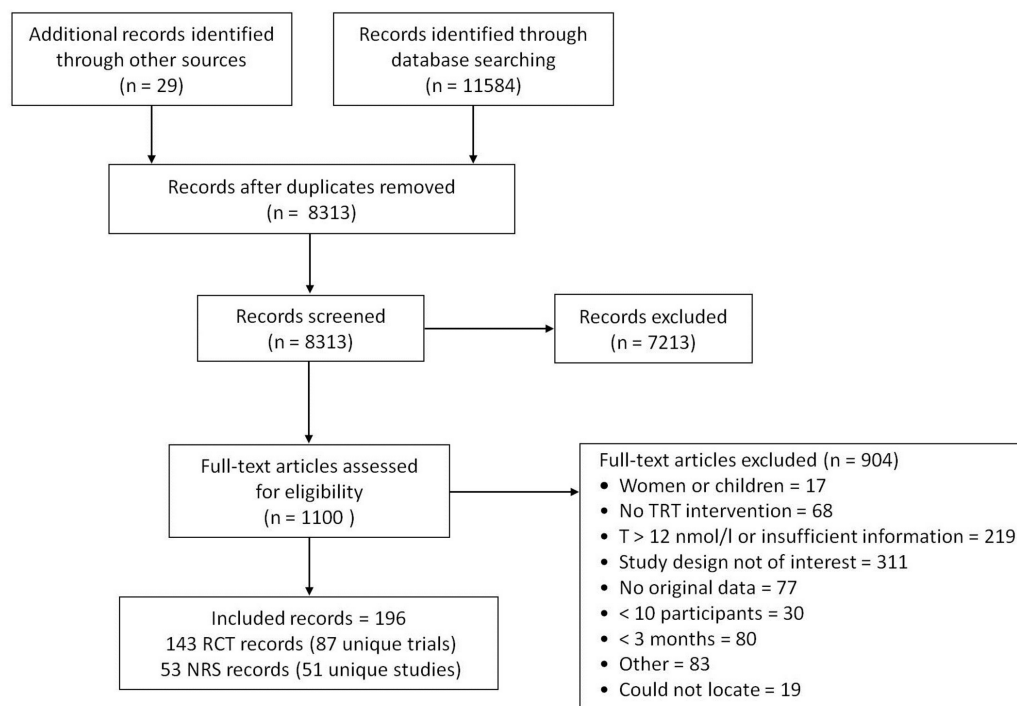 Additional records identified
through other sources
(n = 29)
Records identified through
database searching
(n = 11584)
Records after duplicates removed
(n = 8313)
Records screened
(n = 8313)
Records excluded
(n = 7213)
Full-text articles assessed
for eligibility
(n = 1100 )
Full-text articles excluded (n = 904)
• Women or children = 17
• No TRT intervention = 68
• T > 12 nmol/l or insufficient information = 219
• Study design not of interest = 311
• No original data = 77
• < 10 participants = 30
• < 3 months = 80
• Other = 83
• Could not locate = 19
Included records = 196
143 RCT records (87 unique trials)
53 NRS records (51 unique studies)